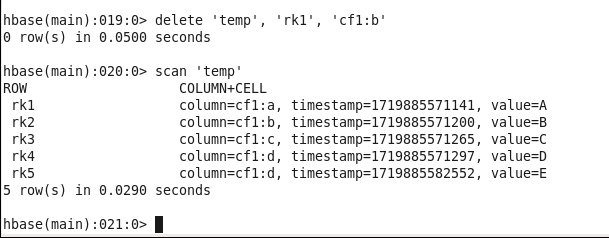 hbase(main):019:0> delete 'temp', 'rk1', 'cf1:b'
0 row(s) in 0.0500 seconds
hbase(main):020:0> scan 'temp'
ROW COLUMN+CELL
rk1 column=cf1:a, timestamp=1719885571141, value=A
rk2 column=cf1:b, timestamp=1719885571200, value=B
rk3 column=cf1:c, timestamp=1719885571265, value=C
rk4 column=cf1:d, timestamp=1719885571297, value=D
rk5 column=cf1:d, timestamp=1719885582552, value=E
5 row(s) in 0.0290 seconds
hbase(main):021:0>